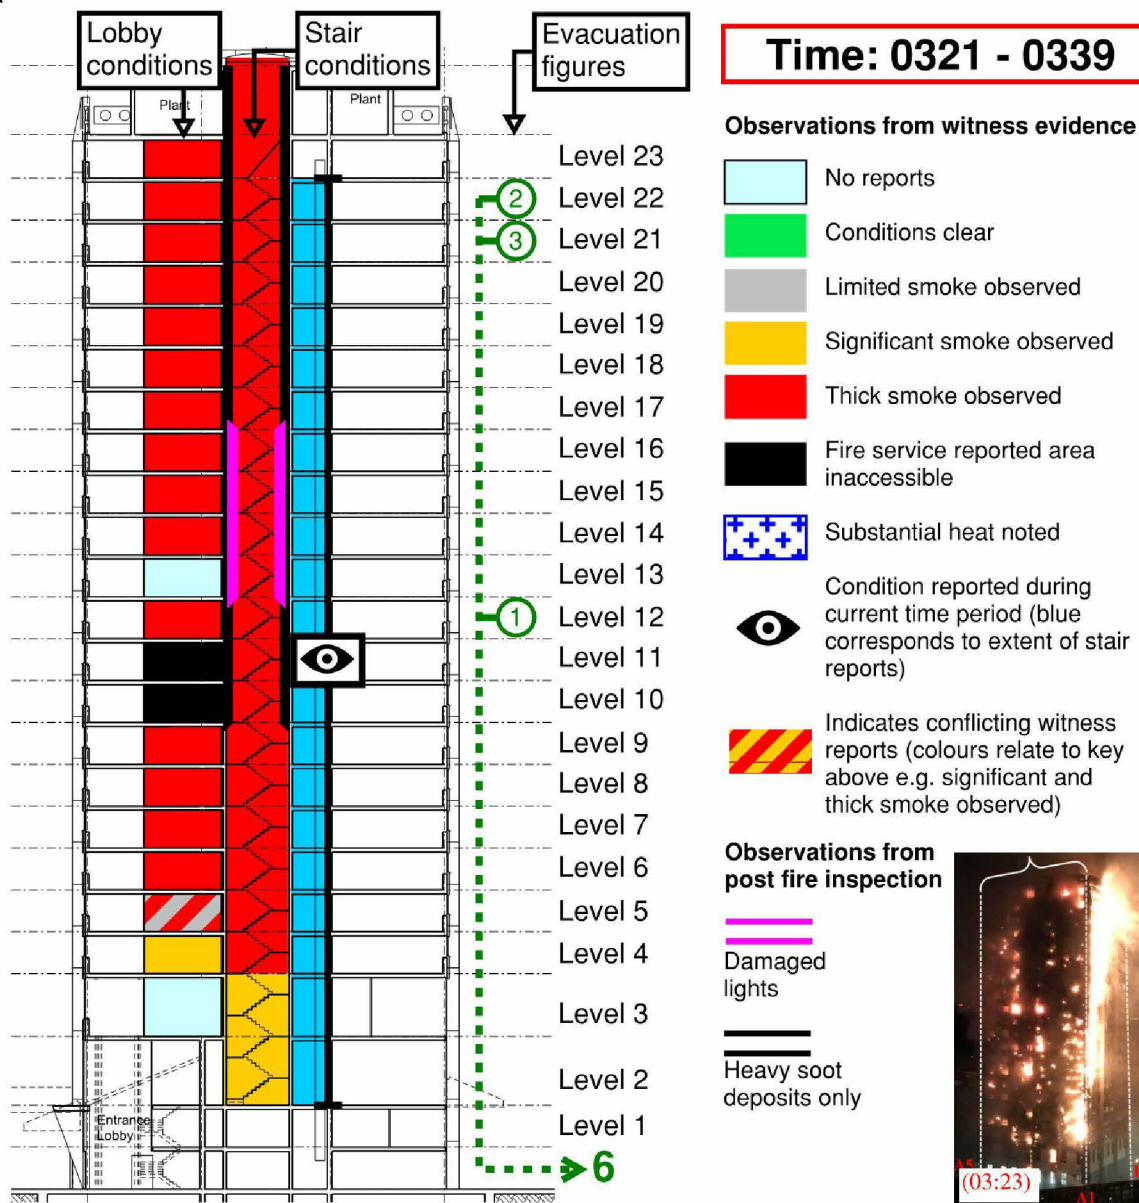 Lobby
conditions
Stair
conditions
Evacuation
figures
Time: 0321 - 0339
Plant
Plant
Level 23
2
Level 22
3
Level 21
Level 20
Level 19
Level 18
Level 17
Level 16
Level 15
Level 14
Level 13
1
Level 12
Level 11
Level 10
Level 9
Level 8
Level 7
Level 6
Level 5
Level 4
Level 3
Level 2
Entrance
Lobby
Level 1
6
Observations from witness evidence
No reports
Conditions clear
Limited smoke observed
Significant smoke observed
Thick smoke observed
Fire service reported area
inaccessible
Substantial heat noted
Condition reported during
current time period (blue
corresponds to extent of stair
reports)
Indicates conflicting witness
reports (colours relate to key
above e.g. significant and
thick smoke observed)
Observations from
post fire inspection
Damaged
lights
Heavy soot
deposits only
A5
(03:23)
A1